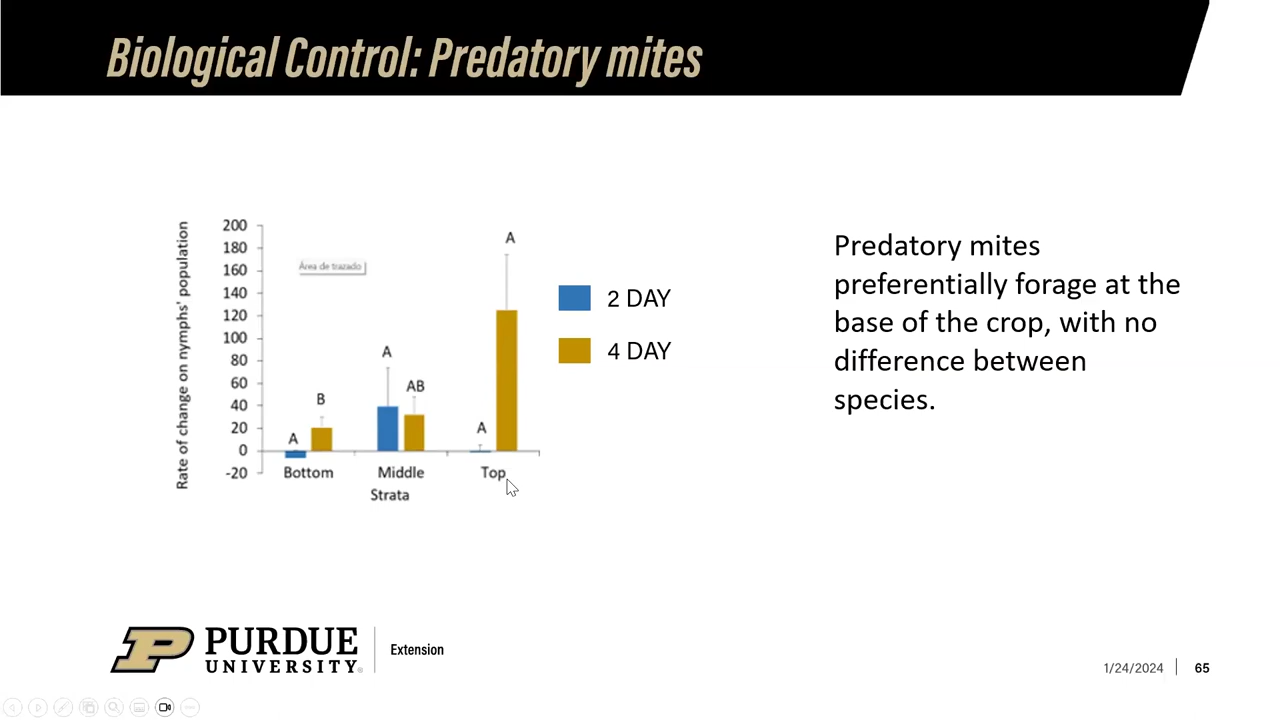 Biological Control: Predatory mites
Rate of change on nymphs' population
200
180
160
140
120
100
80
60
40
20
0
-20
Área de trazado
A
B
A
AB
A
A
Bottom
Middle
Top
Strata
2 DAY
4 DAY
Predatory mites
preferentially forage at the
base of the crop, with no
difference between
species.
P
PURDUE
UNIVERSITY®
Extension
1/24/2024
65